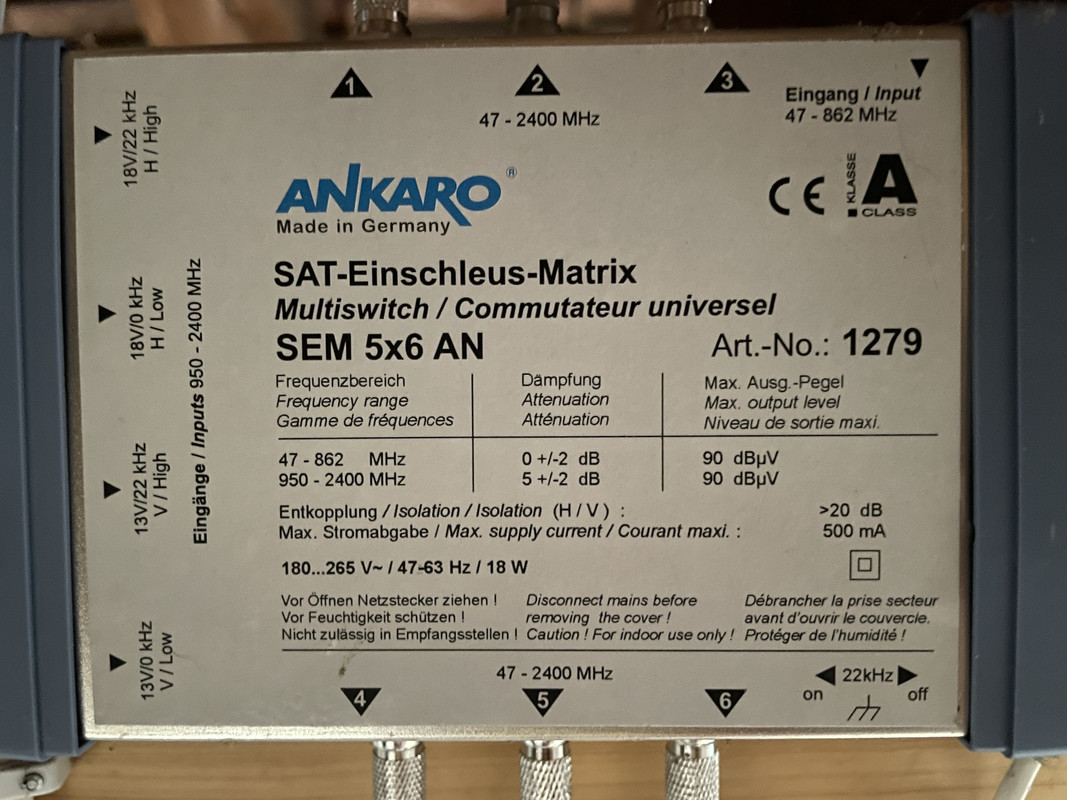 1 2 3
47 - 2400 MHz
Eingang / Input
47 - 862 MHz
18V/22 kHz
H / High
18V/0 kHz
H / Low
13V/22 kHz
V / High
13V/0 kHz
V / Low
Eingänge / Inputs 950 - 2400 MHz
ANKARO®
Made in Germany
CE
KLASSE
A
CLASS
SAT-Einschleus-Matrix
Multiswitch / Commutateur universel
SEM 5x6 AN Art.-No.: 1279
Frequenzbereich Dämpfung Max. Ausg.-Pegel
Frequency range Attenuation Max. output level
Gamme de fréquences Atténuation Niveau de sortie maxi.
47 - 862 MHz 0 +/-2 dB 90 dBµV
950 - 2400 MHz 5 +/-2 dB 90 dBµV
Entkopplung / Isolation / Isolation (H / V) : >20 dB
Max. Stromabgabe / Max. supply current / Courant maxi. : 500 mA
180...265 V~ / 47-63 Hz / 18 W
Vor Öffnen Netzstecker ziehen ! Disconnect mains before Débrancher la prise secteur
Vor Feuchtigkeit schützen ! removing the cover ! avant d'ouvrir le couvercle.
Nicht zulässig in Empfangsstellen ! Caution ! For indoor use only ! Protéger de l'humidité !
47 - 2400 MHz
22kHz
on off
4 5 6